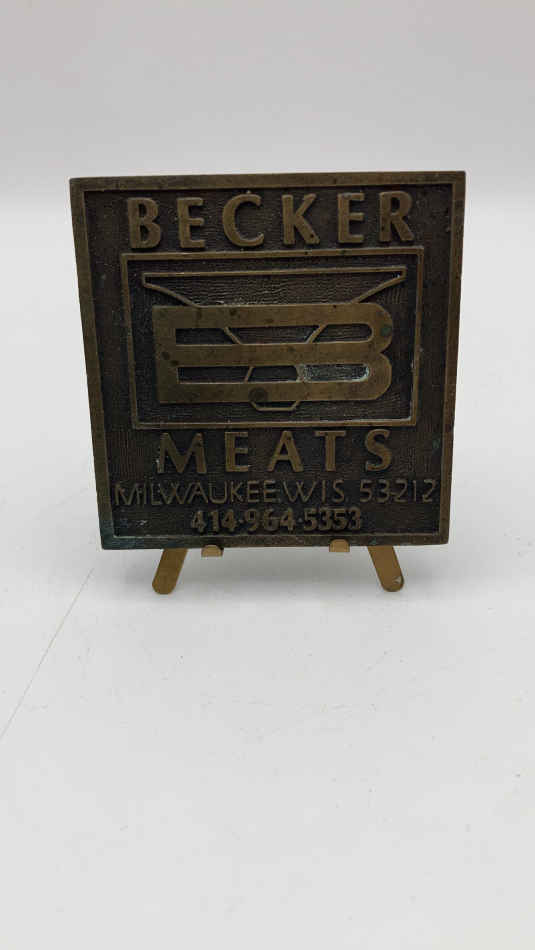 BECKER
B
MEATS
MILWAUKEE.WIS 53212
414·964·5353